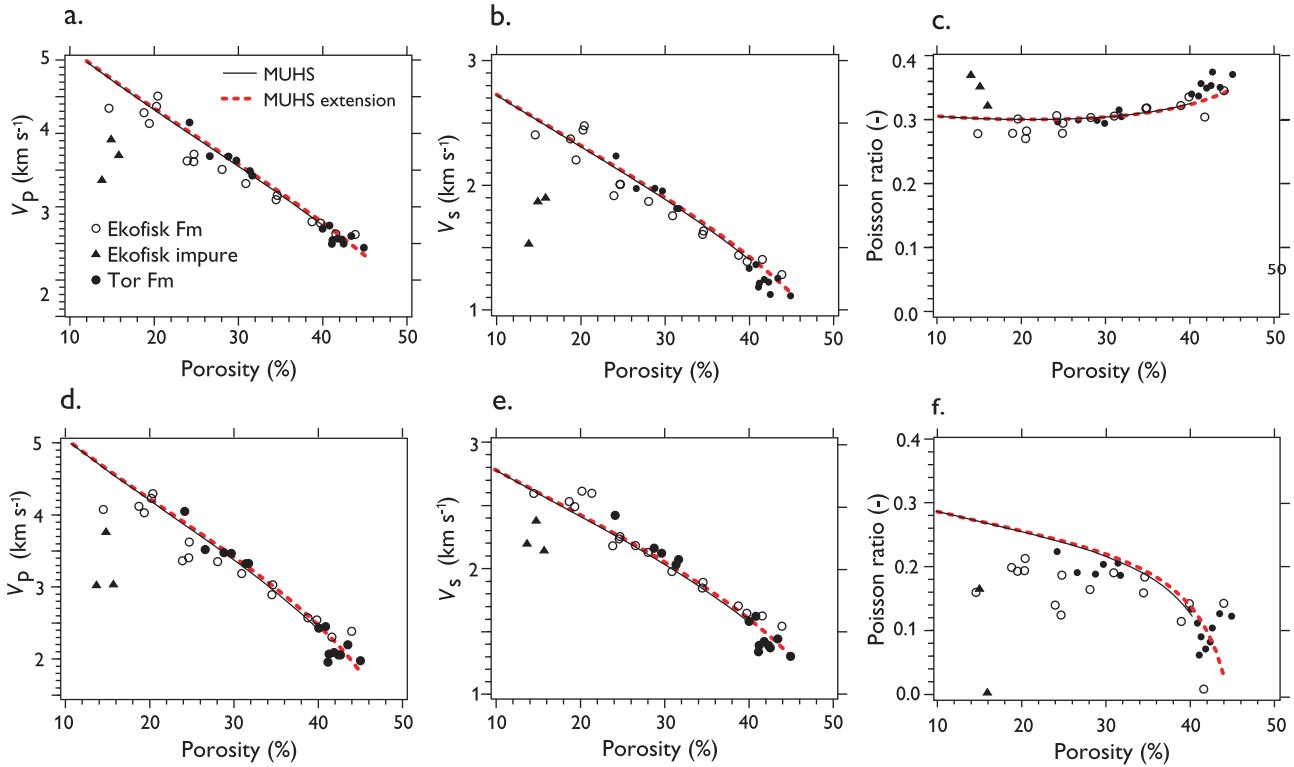 a.
5
4
3
2
Vp (km s-1)
MUHS
MUHS extension
Ekofisk Fm
Ekofisk impure
Tor Fm
10 20 30 40 50
Porosity (%)
b.
3
2
1
Vs (km s-1)
10 20 30 40 50
Porosity (%)
c.
0.4
0.3
0.2
0.1
0.0
Poisson ratio (-)
50
10 20 30 40 50
Porosity (%)
d.
5
4
3
2
Vp (km s-1)
10 20 30 40 50
Porosity (%)
e.
3
2
1
Vs (km s-1)
10 20 30 40 50
Porosity (%)
f.
0.4
0.3
0.2
0.1
0.0
Poisson ratio (-)
10 20 30 40 50
Porosity (%)